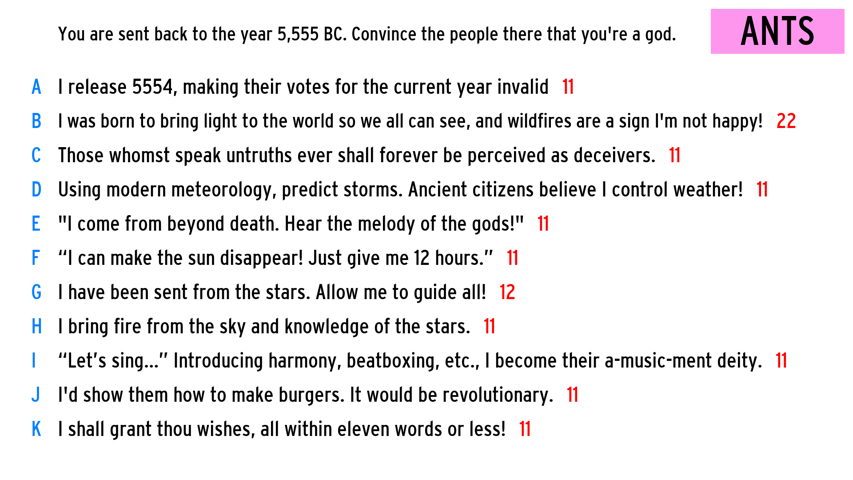 You are sent back to the year 5,555 BC. Convince the people there that you're a god.
ANTS
A I release 5554, making their votes for the current year invalid 11
B I was born to bring light to the world so we all can see, and wildfires are a sign I'm not happy! 22
C Those whomst speak untruths ever shall forever be perceived as deceivers. 11
D Using modern meteorology, predict storms. Ancient citizens believe I control weather! 11
E "I come from beyond death. Hear the melody of the gods!" 11
F “I can make the sun disappear! Just give me 12 hours.” 11
G I have been sent from the stars. Allow me to guide all! 12
H I bring fire from the sky and knowledge of the stars. 11
I “Let’s sing...” Introducing harmony, beatboxing, etc., I become their a-music-ment deity. 11
J I'd show them how to make burgers. It would be revolutionary. 11
K I shall grant thou wishes, all within eleven words or less! 11